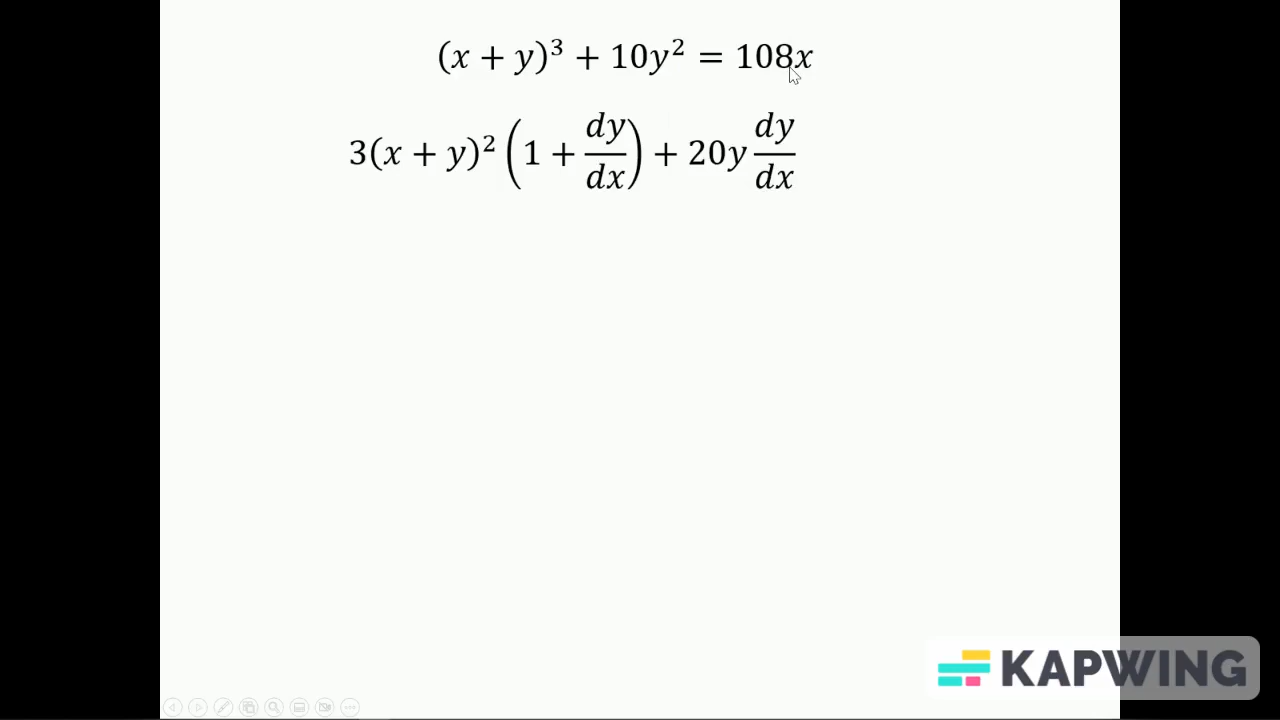 (x + y)³ + 10y² = 108x
3(x + y)² (1 + dy/dx) + 20y dy/dx
KAPWING